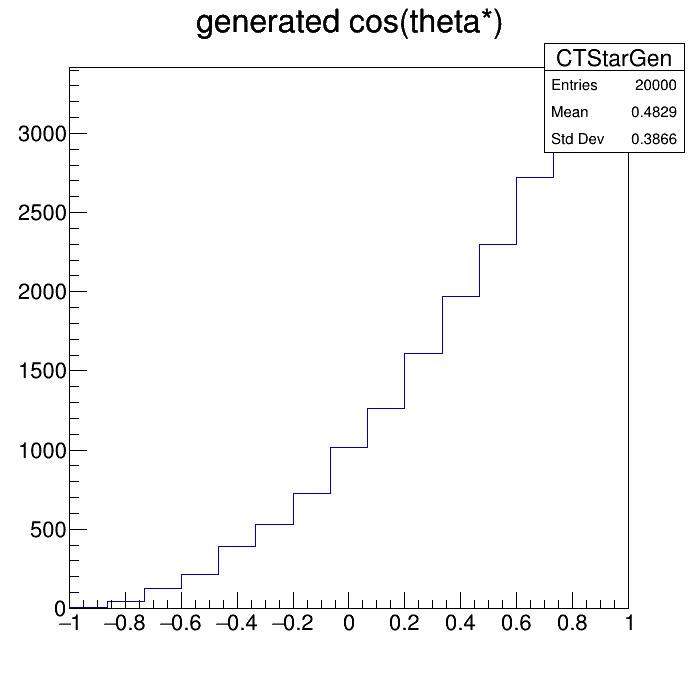 generated cos(theta*)
CTStarGen
Entries 20000
Mean 0.4829
Std Dev 0.3866
3000
2500
2000
1500
1000
500
0
−1 −0.8 −0.6 −0.4 −0.2 0 0.2 0.4 0.6 0.8 1